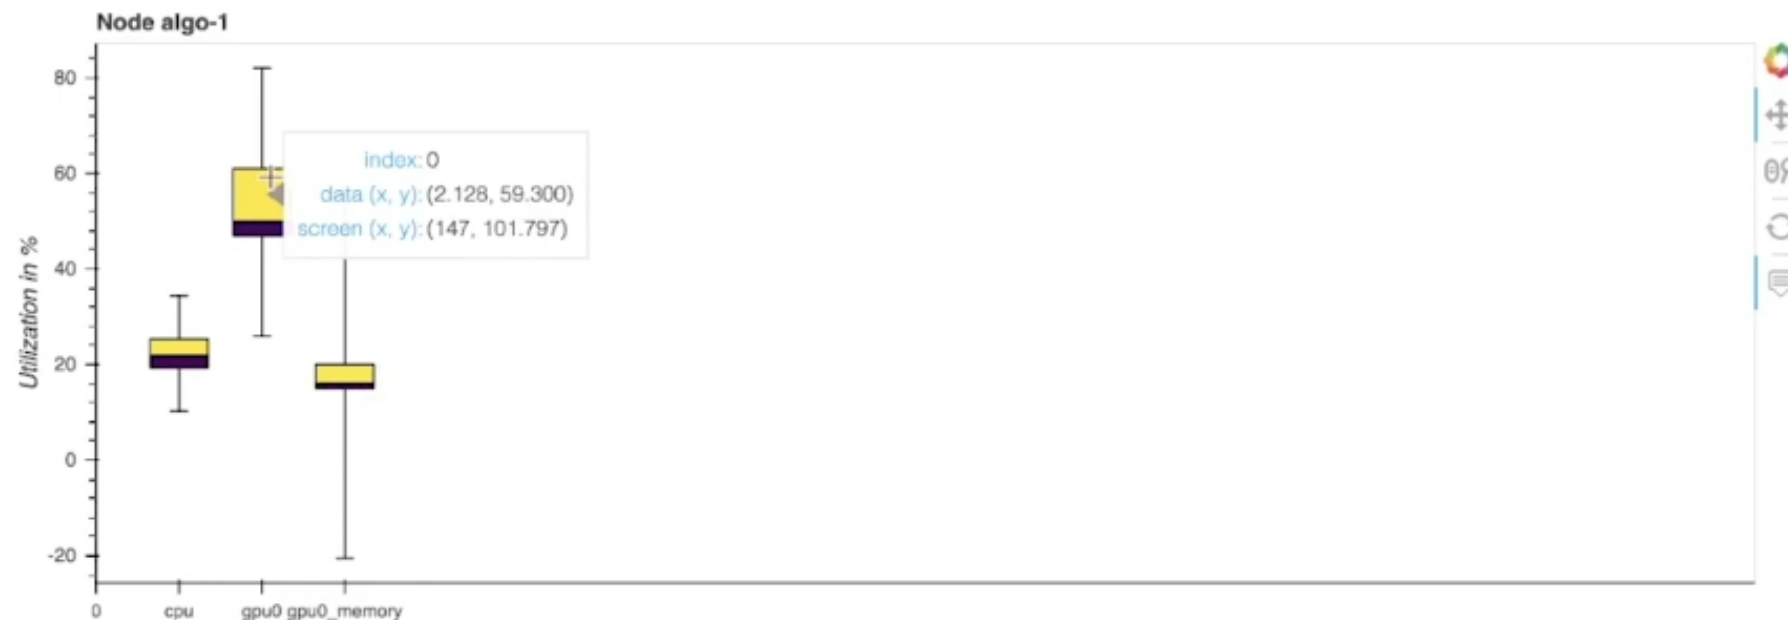 Node algo-1
80
60
40
20
0
-20
Utilization in %
index: 0
data (x, y): (2.128, 59.300)
screen (x, y): (147, 101.797)
0 cpu gpu0 gpu0_memory